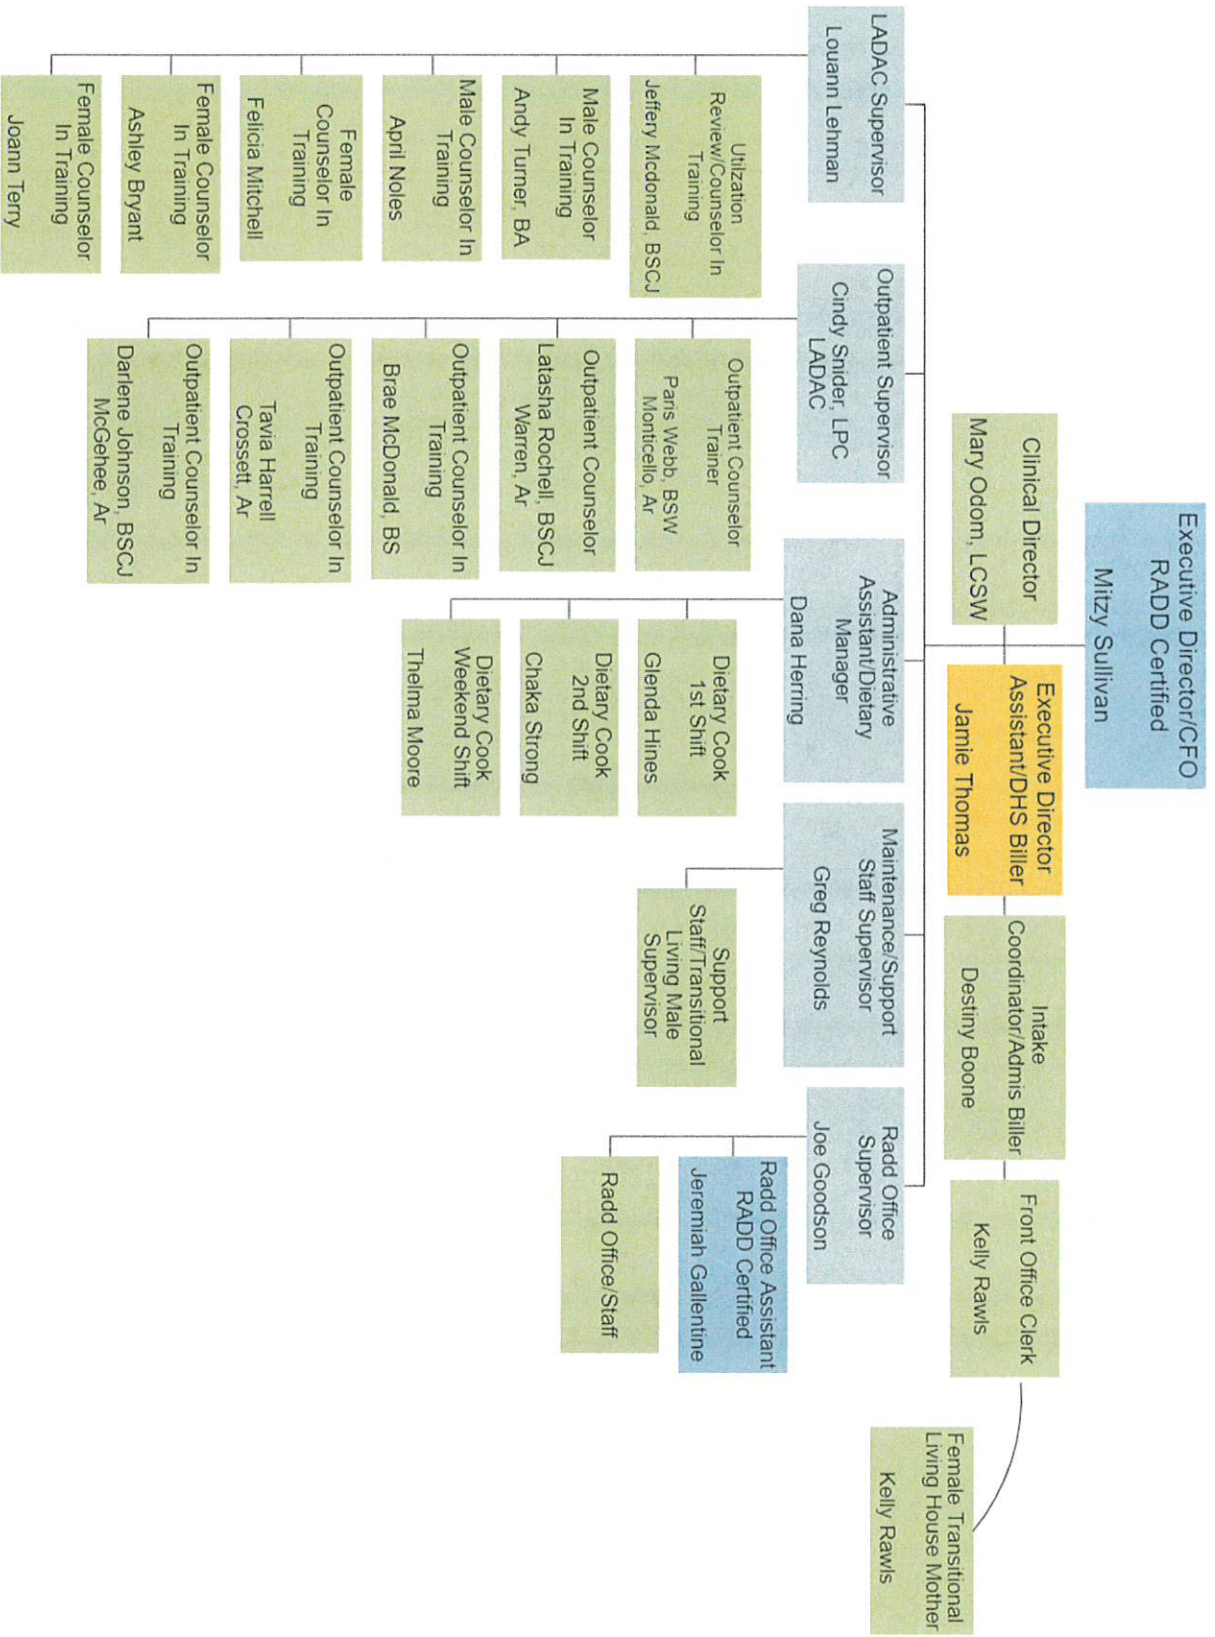 Executive Director/CFO
RADD Certified
Mitzy Sullivan
Clinical Director
Mary Odom, LCSW
Executive Director
Assistant/DHS Biller
Jamie Thomas
Intake
Coordinator/Admis Biller
Destiny Boone
Front Office Clerk
Kelly Rawls
Female Transitional
Living House Mother
Kelly Rawls
LADAC Supervisor
Louann Lehman
Utilization
Review/Counselor In
Training
Jeffery Mcdonald, BSCJ
Male Counselor
In Training
Andy Turner, BA
Male Counselor In
Training
April Noles
Female
Counselor In
Training
Felicia Mitchell
Female Counselor
In Training
Ashley Bryant
Female Counselor
In Training
Joann Terry
Outpatient Supervisor
Cindy Snider, LPC
LADAC
Outpatient Counselor
Trainer
Paris Webb, BSW
Monticello, Ar
Outpatient Counselor
Latasha Rochell, BSCJ
Warren, Ar
Outpatient Counselor In
Training
Brae McDonald, BS
Outpatient Counselor In
Training
Tavia Harrell
Crossett, Ar
Outpatient Counselor In
Training
Darlene Johnson, BSCJ
McGehee, Ar
Administrative
Assistant/Dietary
Manager
Dana Herring
Dietary Cook
1st Shift
Glenda Hines
Dietary Cook
2nd Shift
Chaka Strong
Dietary Cook
Weekend Shift
Thelma Moore
Maintenance/Support
Staff Supervisor
Greg Reynolds
Support
Staff/Transitional
Living Male
Supervisor
Radd Office
Supervisor
Joe Goodson
Radd Office Assistant
RADD Certified
Jeremiah Gallentine
Radd Office/Staff